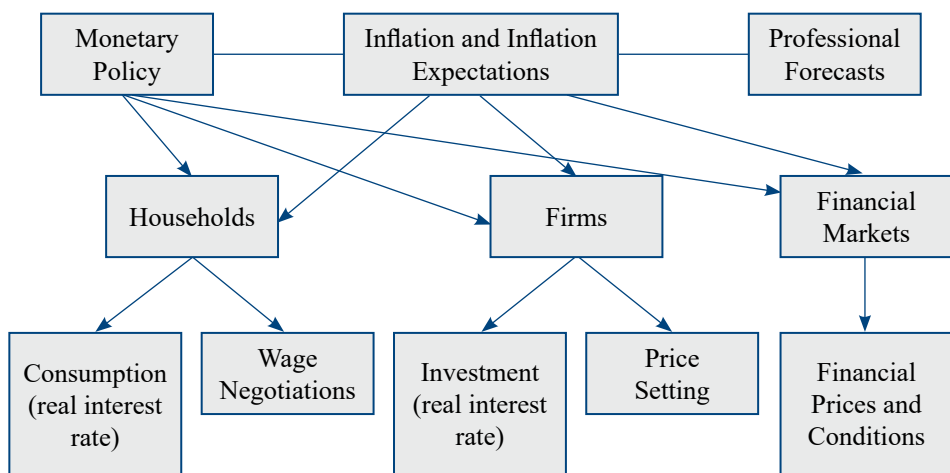 Monetary
Policy
Inflation and Inflation
Expectations
Professional
Forecasts
Households
Firms
Financial
Markets
Consumption
(real interest
rate)
Wage
Negotiations
Investment
(real interest
rate)
Price
Setting
Financial
Prices and
Conditions